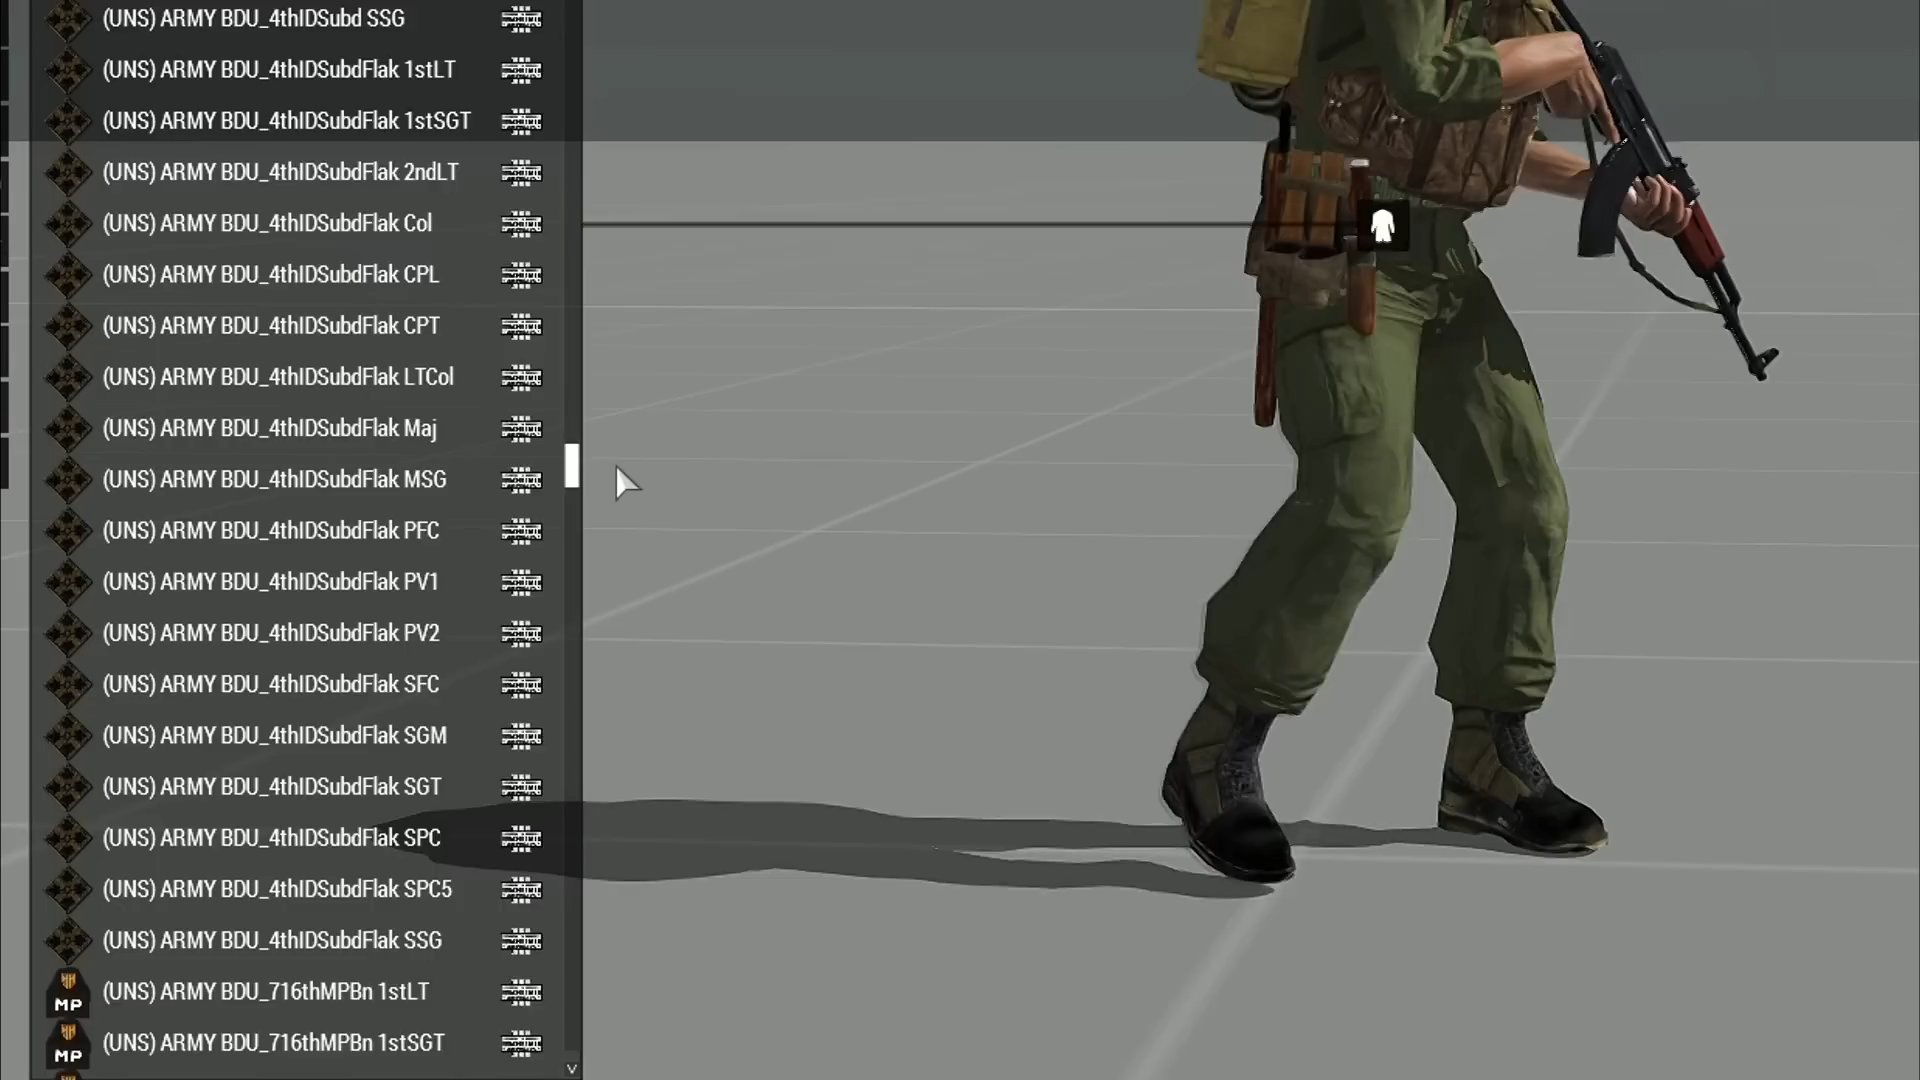 (UNS) ARMY BDU_4thIDSubd SSG
(UNS) ARMY BDU_4thIDSubdFlak 1stLT
(UNS) ARMY BDU_4thIDSubdFlak 1stSGT
(UNS) ARMY BDU_4thIDSubdFlak 2ndLT
(UNS) ARMY BDU_4thIDSubdFlak Col
(UNS) ARMY BDU_4thIDSubdFlak CPL
(UNS) ARMY BDU_4thIDSubdFlak CPT
(UNS) ARMY BDU_4thIDSubdFlak LTCol
(UNS) ARMY BDU_4thIDSubdFlak Maj
(UNS) ARMY BDU_4thIDSubdFlak MSG
(UNS) ARMY BDU_4thIDSubdFlak PFC
(UNS) ARMY BDU_4thIDSubdFlak PV1
(UNS) ARMY BDU_4thIDSubdFlak PV2
(UNS) ARMY BDU_4thIDSubdFlak SFC
(UNS) ARMY BDU_4thIDSubdFlak SGM
(UNS) ARMY BDU_4thIDSubdFlak SGT
(UNS) ARMY BDU_4thIDSubdFlak SPC
(UNS) ARMY BDU_4thIDSubdFlak SPC5
(UNS) ARMY BDU_4thIDSubdFlak SSG
MP (UNS) ARMY BDU_716thMPBn 1stLT
MP (UNS) ARMY BDU_716thMPBn 1stSGT